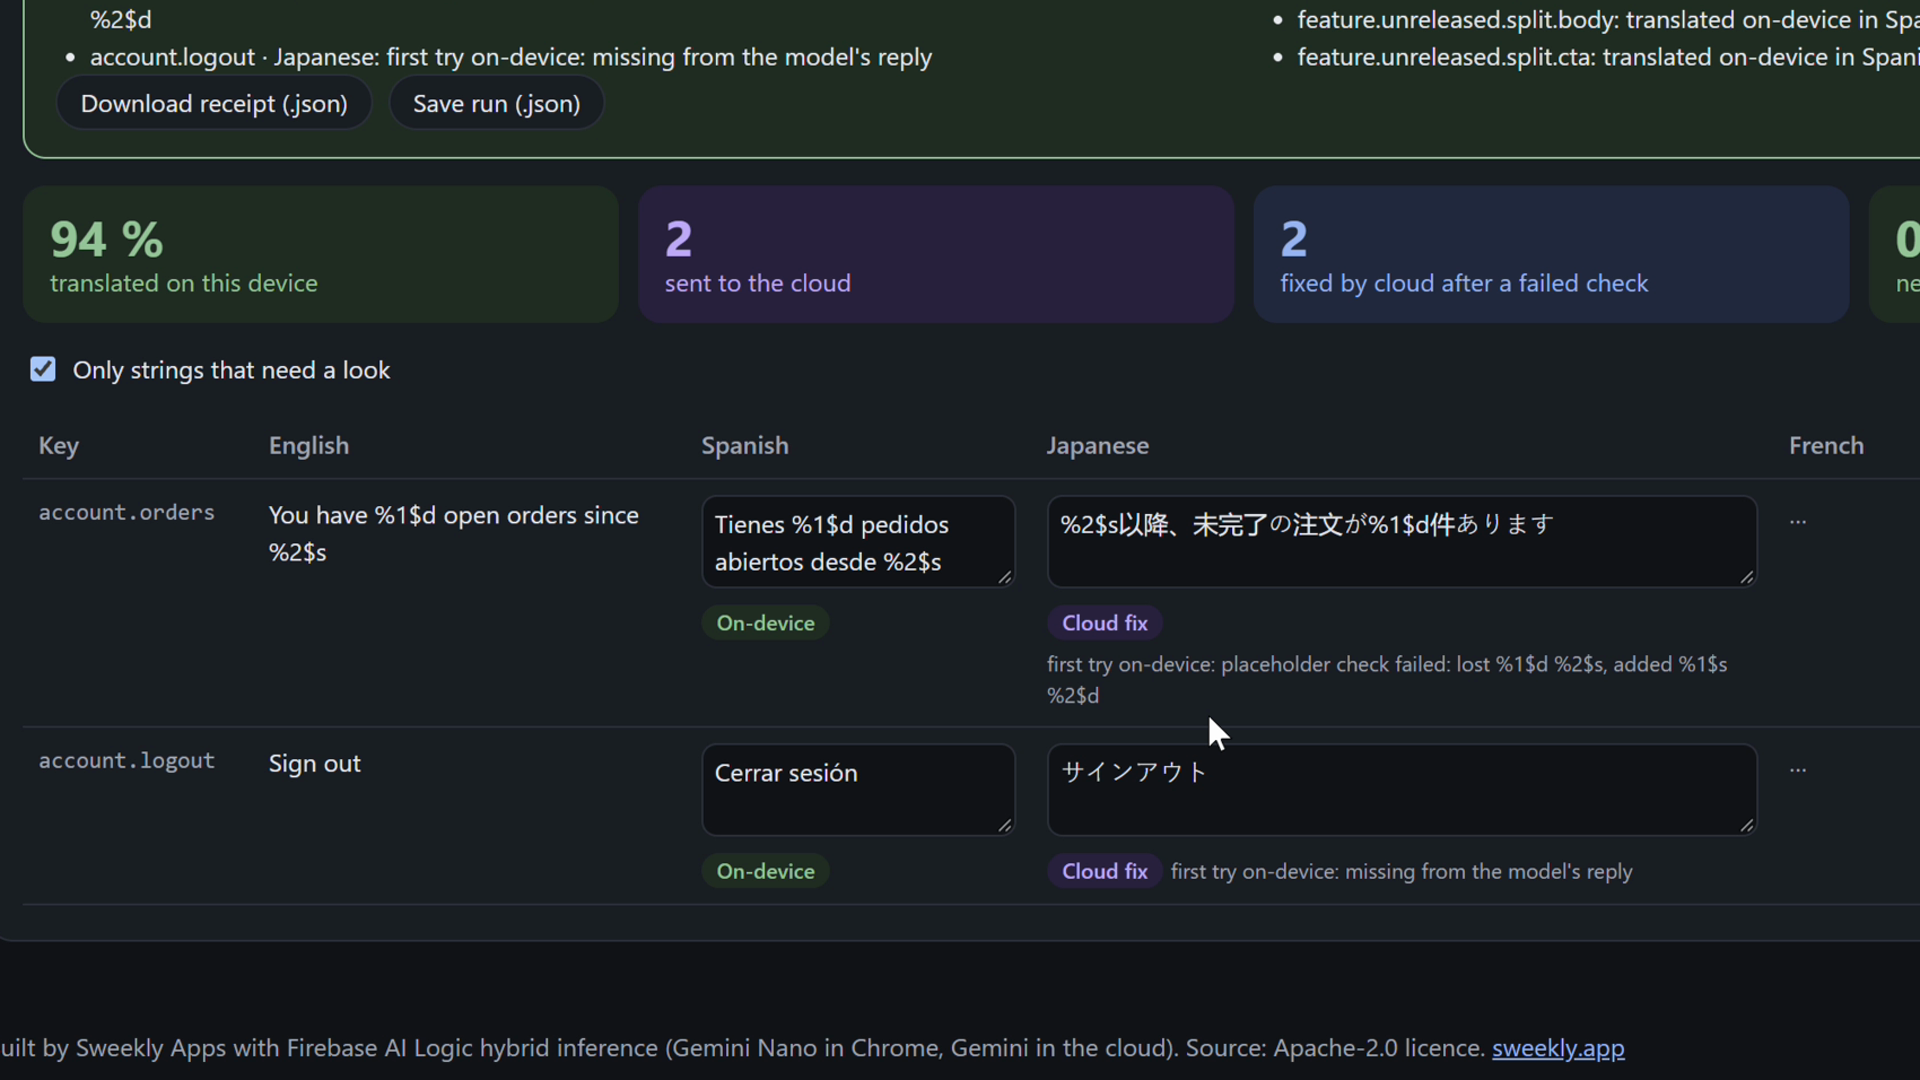 %2$d
• account.logout · Japanese: first try on-device: missing from the model's reply
Download receipt (.json)
Save run (.json)
• feature.unreleased.split.body: translated on-device in Spa
• feature.unreleased.split.cta: translated on-device in Spani
94 %
translated on this device
2
sent to the cloud
2
fixed by cloud after a failed check
0
ne
Only strings that need a look
Key English Spanish Japanese French
account.orders
You have %1$d open orders since
%2$s
Tienes %1$d pedidos
abiertos desde %2$s
On-device
%2$s以降、未完了の注文が%1$d件あります
Cloud fix
first try on-device: placeholder check failed: lost %1$d %2$s, added %1$s
%2$d
...
account.logout
Sign out
Cerrar sesión
On-device
サインアウト
Cloud fix first try on-device: missing from the model's reply
...
uilt by Sweekly Apps with Firebase AI Logic hybrid inference (Gemini Nano in Chrome, Gemini in the cloud). Source: Apache-2.0 licence. sweekly.app